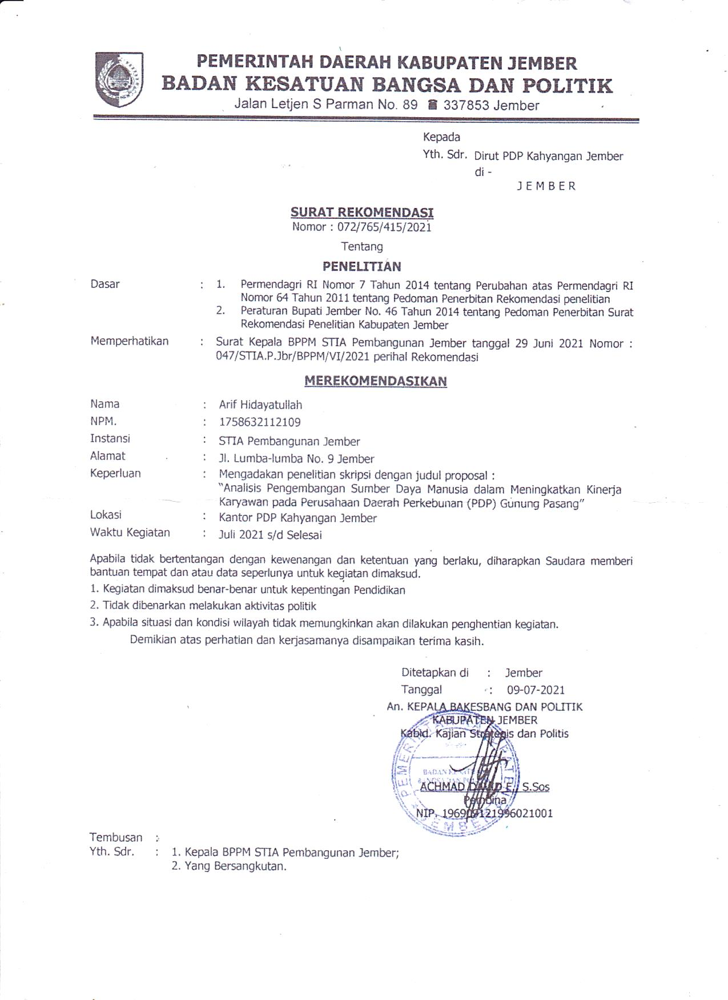 PEMERINTAH DAERAH KABUPATEN JEMBER
BADAN KESATUAN BANGSA DAN POLITIK
Jalan Letjen S Parman No. 89 ☎ 337853 Jember
Kepada
Yth. Sdr. Dirut PDP Kahyangan Jember
di -
J E M B E R
SURAT REKOMENDASI
Nomor : 072/765/415/2021
Tentang
PENELITIAN
Dasar : 1. Permendagri RI Nomor 7 Tahun 2014 tentang Perubahan atas Permendagri RI
Nomor 64 Tahun 2011 tentang Pedoman Penerbitan Rekomendasi penelitian
2. Peraturan Bupati Jember No. 46 Tahun 2014 tentang Pedoman Penerbitan Surat
Rekomendasi Penelitian Kabupaten Jember
Memperhatikan : Surat Kepala BPPM STIA Pembangunan Jember tanggal 29 Juni 2021 Nomor :
047/STIA.P.Jbr/BPPM/VI/2021 perihal Rekomendasi
MEREKOMENDASIKAN
Nama : Arif Hidayatullah
NPM. : 1758632112109
Instansi : STIA Pembangunan Jember
Alamat : Jl. Lumba-lumba No. 9 Jember
Keperluan : Mengadakan penelitian skripsi dengan judul proposal :
"Analisis Pengembangan Sumber Daya Manusia dalam Meningkatkan Kinerja
Karyawan pada Perusahaan Daerah Perkebunan (PDP) Gunung Pasang"
Lokasi : Kantor PDP Kahyangan Jember
Waktu Kegiatan : Juli 2021 s/d Selesai
Apabila tidak bertentangan dengan kewenangan dan ketentuan yang berlaku, diharapkan Saudara memberi
bantuan tempat dan atau data seperlunya untuk kegiatan dimaksud.
1. Kegiatan dimaksud benar-benar untuk kepentingan Pendidikan
2. Tidak dibenarkan melakukan aktivitas politik
3. Apabila situasi dan kondisi wilayah tidak memungkinkan akan dilakukan penghentian kegiatan.
Demikian atas perhatian dan kerjasamanya disampaikan terima kasih.
Ditetapkan di : Jember
Tanggal : 09-07-2021
An. KEPALA BAKESBANG DAN POLITIK
KABUPATEN JEMBER
Kabid. Kajian Strategis dan Politis
PEMERINTAH KABUPATEN
JEMBER
ACHMAD E., S.Sos
Pembina
NIP. 196909121996021001
Tembusan :
Yth. Sdr. : 1. Kepala BPPM STIA Pembangunan Jember;
2. Yang Bersangkutan.